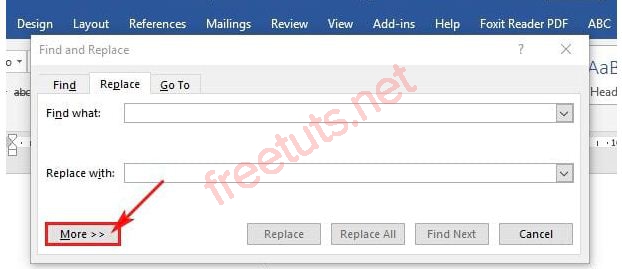 Design Layout References Mailings Review View Add-ins Help Foxit Reader PDF ABC
Find and Replace ? ×
Find Replace Go To
Find what:
Replace with:
freetuts.net
More >> Replace Replace All Find Next Cancel
abc
AaB
Head